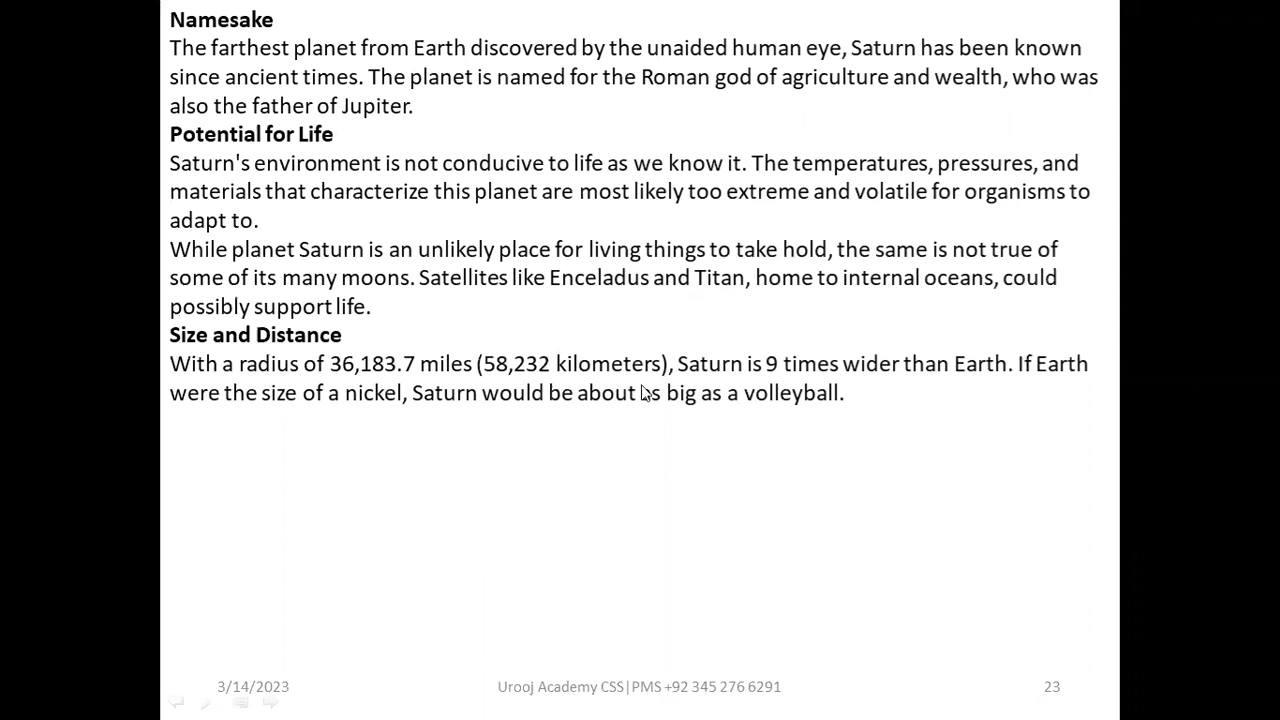 Namesake
The farthest planet from Earth discovered by the unaided human eye, Saturn has been known
since ancient times. The planet is named for the Roman god of agriculture and wealth, who was
also the father of Jupiter.
Potential for Life
Saturn's environment is not conducive to life as we know it. The temperatures, pressures, and
materials that characterize this planet are most likely too extreme and volatile for organisms to
adapt to.
While planet Saturn is an unlikely place for living things to take hold, the same is not true of
some of its many moons. Satellites like Enceladus and Titan, home to internal oceans, could
possibly support life.
Size and Distance
With a radius of 36,183.7 miles (58,232 kilometers), Saturn is 9 times wider than Earth. If Earth
were the size of a nickel, Saturn would be about as big as a volleyball.
3/14/2023 Urooj Academy CSS|PMS +92 345 276 6291 23